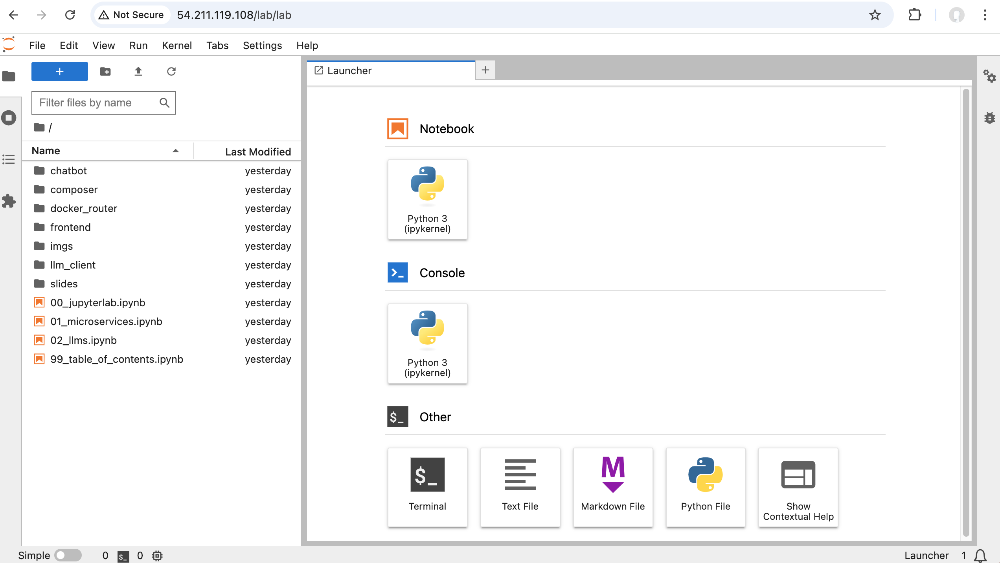 Not Secure 54.211.119.108/lab/lab
File Edit View Run Kernel Tabs Settings Help
+
Launcher
+
Filter files by name
/
Name Last Modified
chatbot yesterday
composer yesterday
docker_router yesterday
frontend yesterday
imgs yesterday
llm_client yesterday
slides yesterday
00_jupyterlab.ipynb yesterday
01_microservices.ipynb yesterday
02_llms.ipynb yesterday
99_table_of_contents.ipynb yesterday
Notebook
Python 3
(ipykernel)
Console
Python 3
(ipykernel)
$_ Other
$_
Terminal
Text File
M
Markdown File
Python File
Show
Contextual Help
Simple 0 $_ 0 Launcher 1